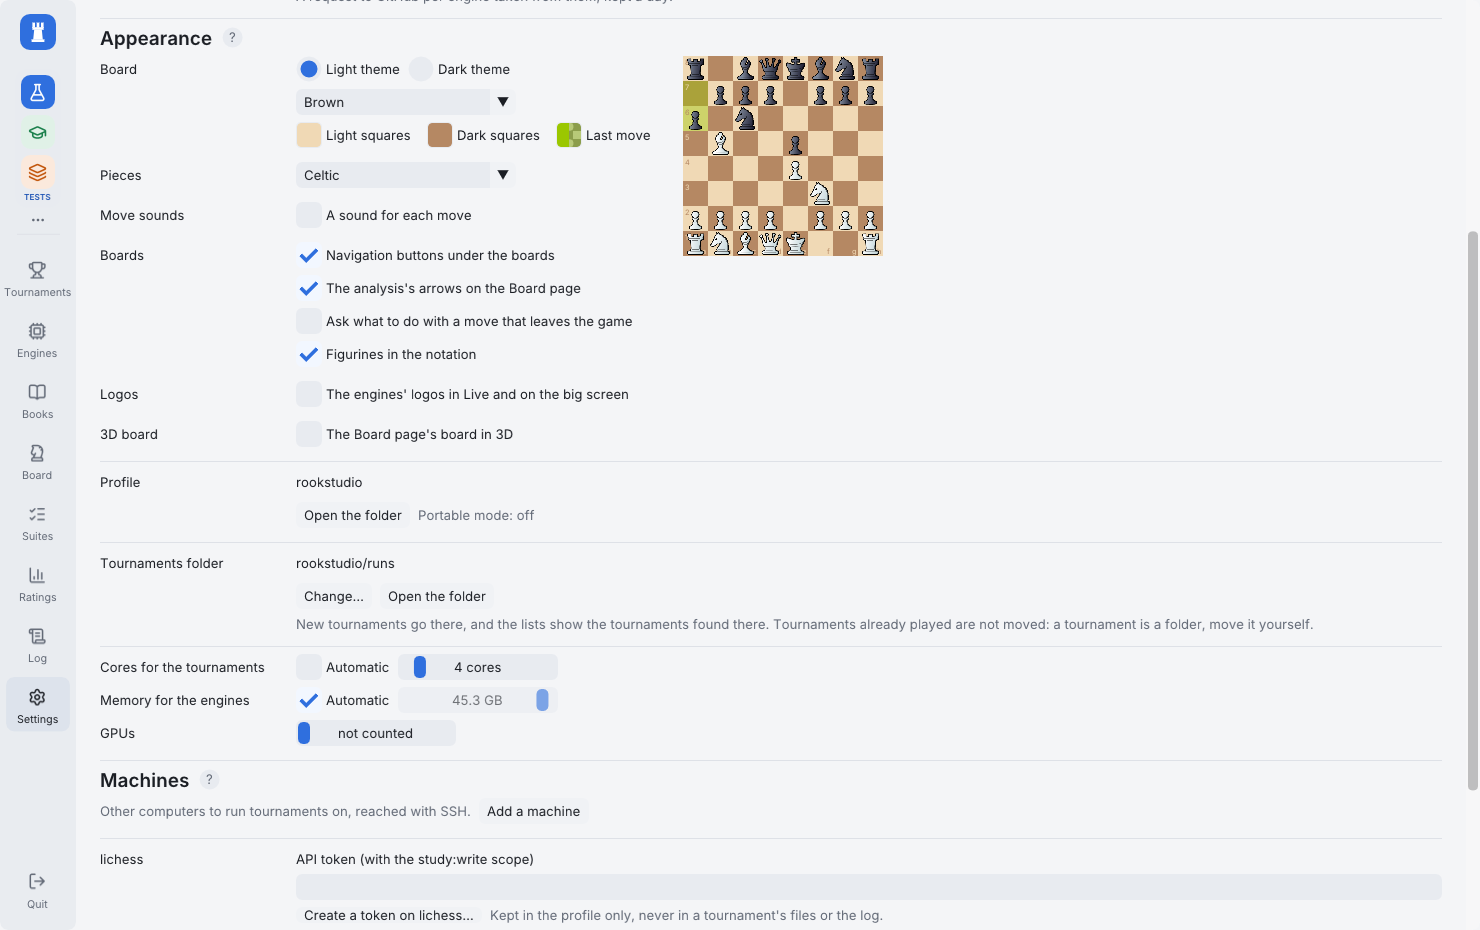 Appearance ?
Board
Light theme Dark theme
Brown
Light squares Dark squares Last move
Pieces
Celtic
Move sounds
A sound for each move
Boards
Navigation buttons under the boards
The analysis's arrows on the Board page
Ask what to do with a move that leaves the game
Figurines in the notation
Logos
The engines' logos in Live and on the big screen
3D board
The Board page's board in 3D
Profile
rookstudio
Open the folder Portable mode: off
Tournaments folder
rookstudio/runs
Change... Open the folder
New tournaments go there, and the lists show the tournaments found there. Tournaments already played are not moved: a tournament is a folder, move it yourself.
Cores for the tournaments
Automatic 4 cores
Memory for the engines
Automatic 45.3 GB
GPUs
not counted
Machines ?
Other computers to run tournaments on, reached with SSH. Add a machine
lichess
API token (with the study:write scope)
Create a token on lichess... Kept in the profile only, never in a tournament's files or the log.
TESTS
...
Tournaments
Engines
Books
Board
Suites
Ratings
Log
Settings
Quit